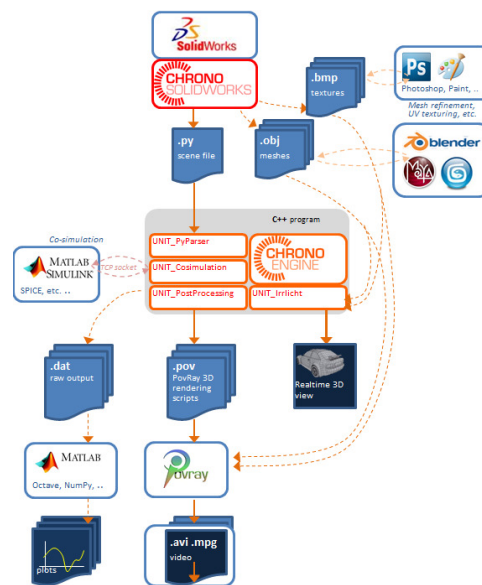 SolidWorks
CHRONO
SOLIDWORKS
.bmp
textures
Ps
Photoshop, Paint, ..
Mesh refinement,
UV texturing, etc.
.py
scene file
.obj
meshes
blender
MAYA
C++ program
Co-simulation
UNIT_PyParser
MATLAB
SIMULINK
SPICE, etc. ..
TCP socket
UNIT_Cosimulation
CHRONO
ENGINE
UNIT_PostProcessing
UNIT_Irrlicht
.dat
raw output
.pov
PovRay 3D
rendering
scripts
Realtime 3D
view
MATLAB
Octave, NumPy, ..
Povray
plots
.avi .mpg
video